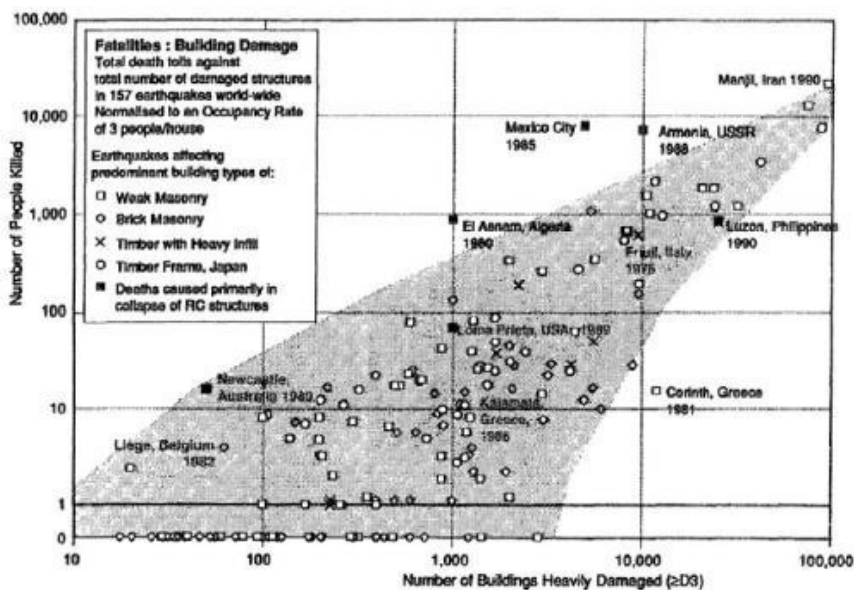 100,000
10,000
1,000
100
10
1
0
Number of People Killed
Fatalities : Building Damage
Total death tolls against
total number of damaged structures
in 157 earthquakes world-wide
Normalised to an Occupancy Rate
of 3 people/house
Earthquakes affecting
predominant building types of:
Weak Masonry
Brick Masonry
Timber with Heavy Infill
Timber Frame, Japan
Deaths caused primarily in
collapse of RC structures
Manjil, Iran 1990
Mexico City
1985
Armenia, USSR
1988
El Asnam, Algeria
1980
Luzon, Philippines
1990
Friuli, Italy
1976
Loma Prieta, USA, 1989
Newcastle,
Australia 1989
Corinth, Greece
1981
Kalamata,
Greece,
1986
Liège, Belgium
1982
10
100
1,000
10,000
100,000
Number of Buildings Heavily Damaged (≥D3)